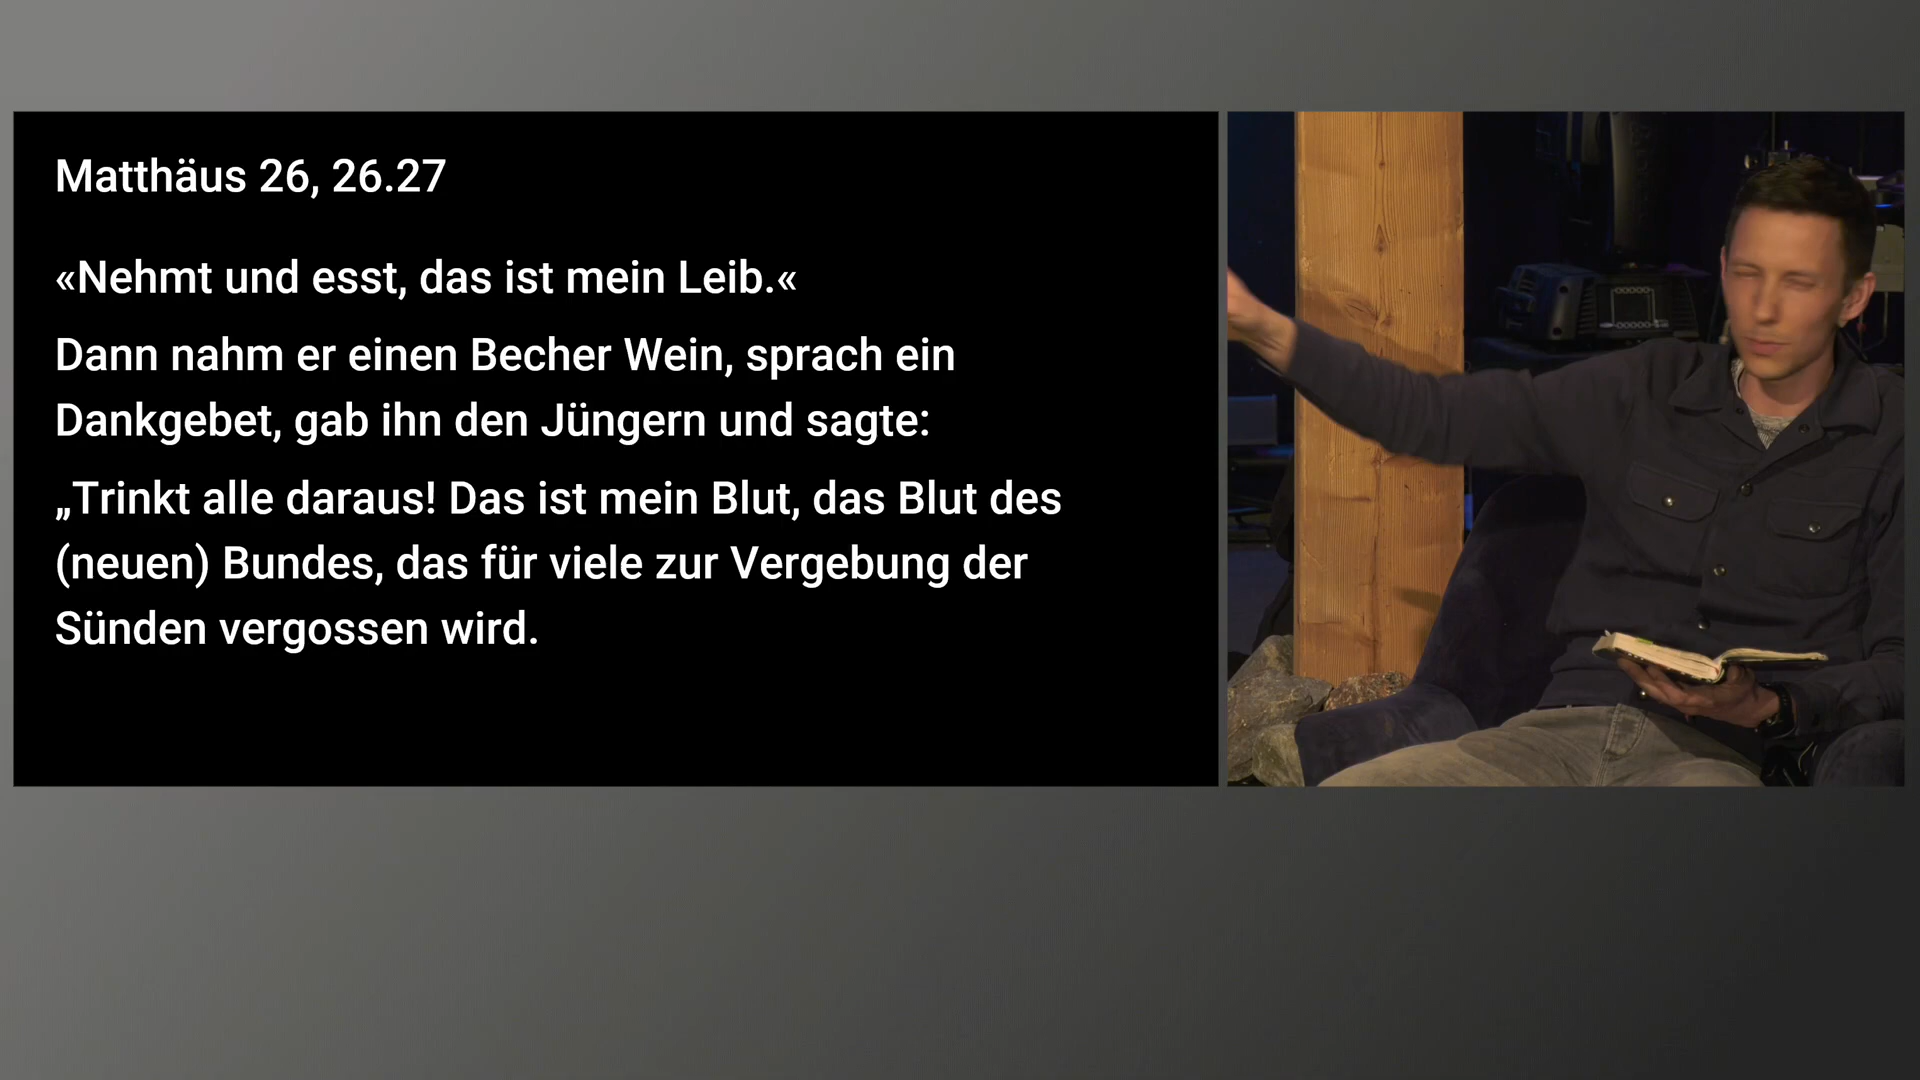 Matthäus 26, 26.27
«Nehmt und esst, das ist mein Leib.«
Dann nahm er einen Becher Wein, sprach ein
Dankgebet, gab ihn den Jüngern und sagte:
„Trinkt alle daraus! Das ist mein Blut, das Blut des
(neuen) Bundes, das für viele zur Vergebung der
Sünden vergossen wird.